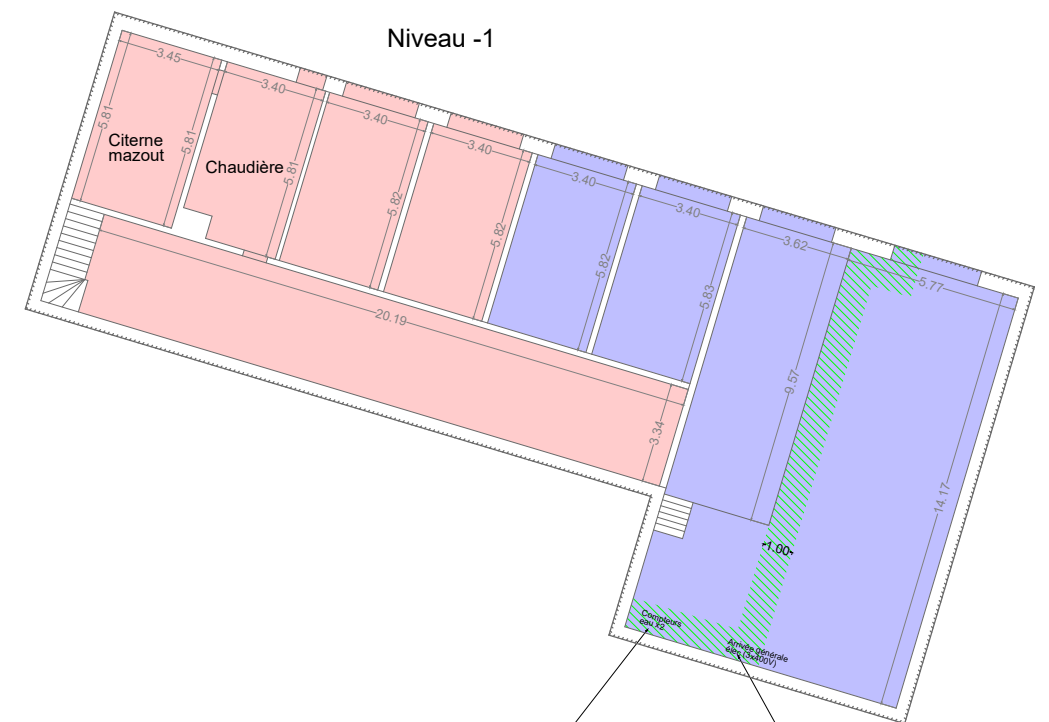 Niveau -1
3.45
3.40
3.40
3.40
3.40
3.40
3.62
5.77
5.81
5.81
5.81
5.82
5.82
5.82
5.83
9.57
14.17
Citerne
mazout
Chaudière
20.19
3.34
1.00
Compteurs
eau x2
Arrivée générale
élec (3x400V)